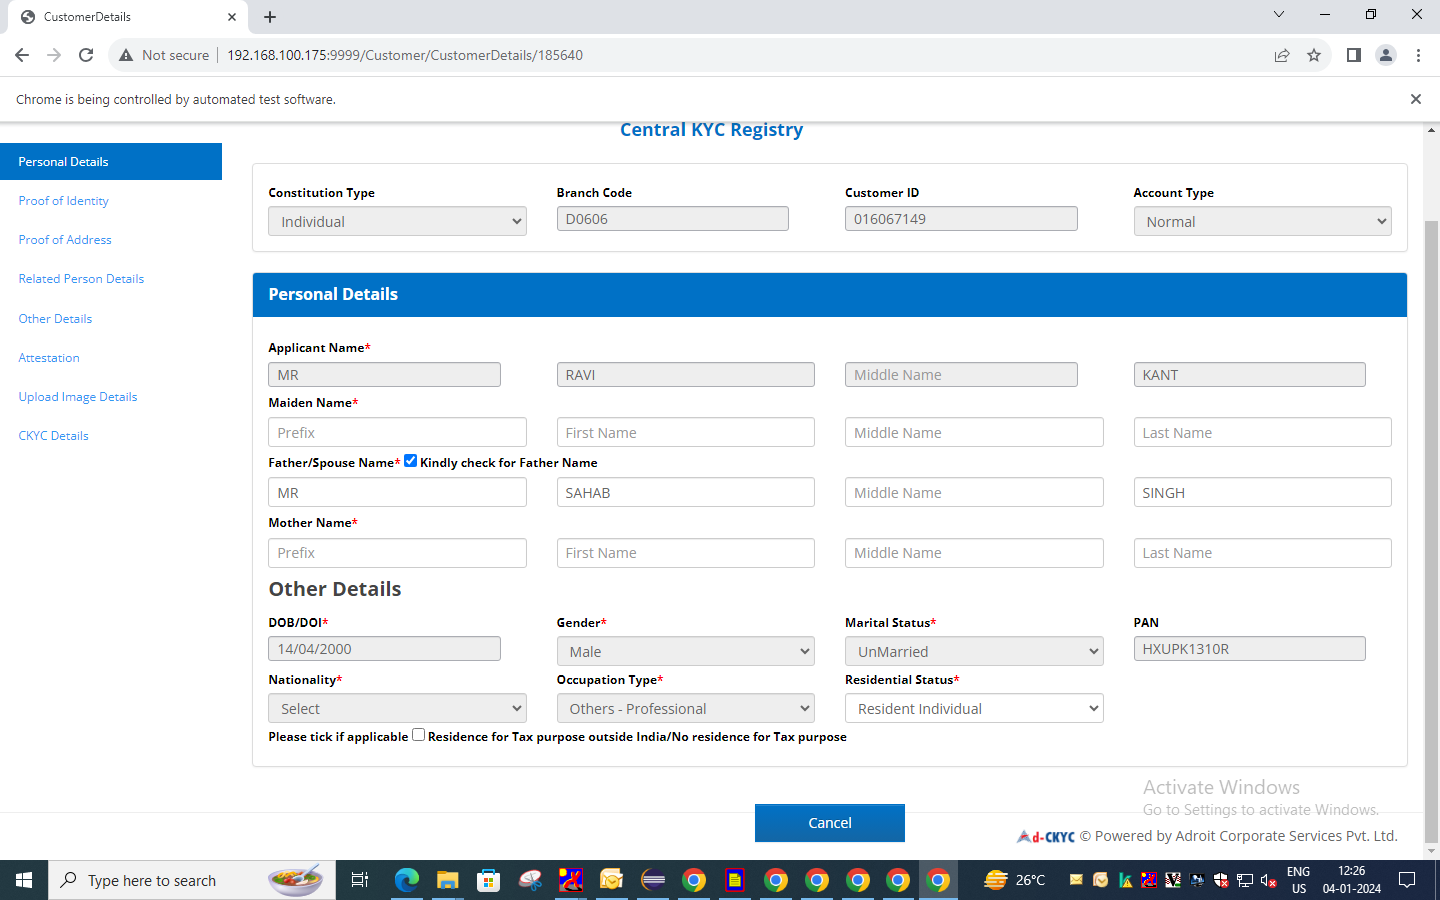 CustomerDetails
Not secure 192.168.100.175:9999/Customer/CustomerDetails/185640
Chrome is being controlled by automated test software.
Central KYC Registry
Personal Details
Proof of Identity
Proof of Address
Related Person Details
Other Details
Attestation
Upload Image Details
CKYC Details
Constitution Type Branch Code Customer ID Account Type
Individual D0606 016067149 Normal
Personal Details
Applicant Name*
MR RAVI Middle Name KANT
Maiden Name*
Prefix First Name Middle Name Last Name
Father/Spouse Name* Kindly check for Father Name
MR SAHAB Middle Name SINGH
Mother Name*
Prefix First Name Middle Name Last Name
Other Details
DOB/DOI* Gender* Marital Status* PAN
14/04/2000 Male UnMarried HXUPK1310R
Nationality* Occupation Type* Residential Status*
Select Others - Professional Resident Individual
Please tick if applicable Residence for Tax purpose outside India/No residence for Tax purpose
Activate Windows
Go to Settings to activate Windows.
Cancel
Ad-CKYC © Powered by Adroit Corporate Services Pvt. Ltd.
Type here to search
26°C
ENG
US
12:26
04-01-2024